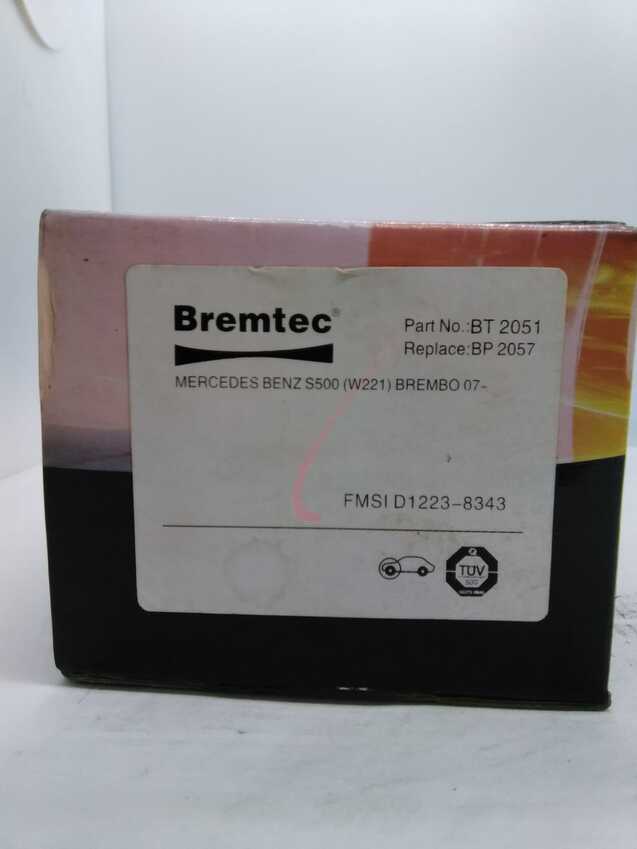 Bremtec®
Part No.:BT 2051
Replace:BP 2057
MERCEDES BENZ S500 (W221) BREMBO 07-
FMSI D1223-8343
TÜV